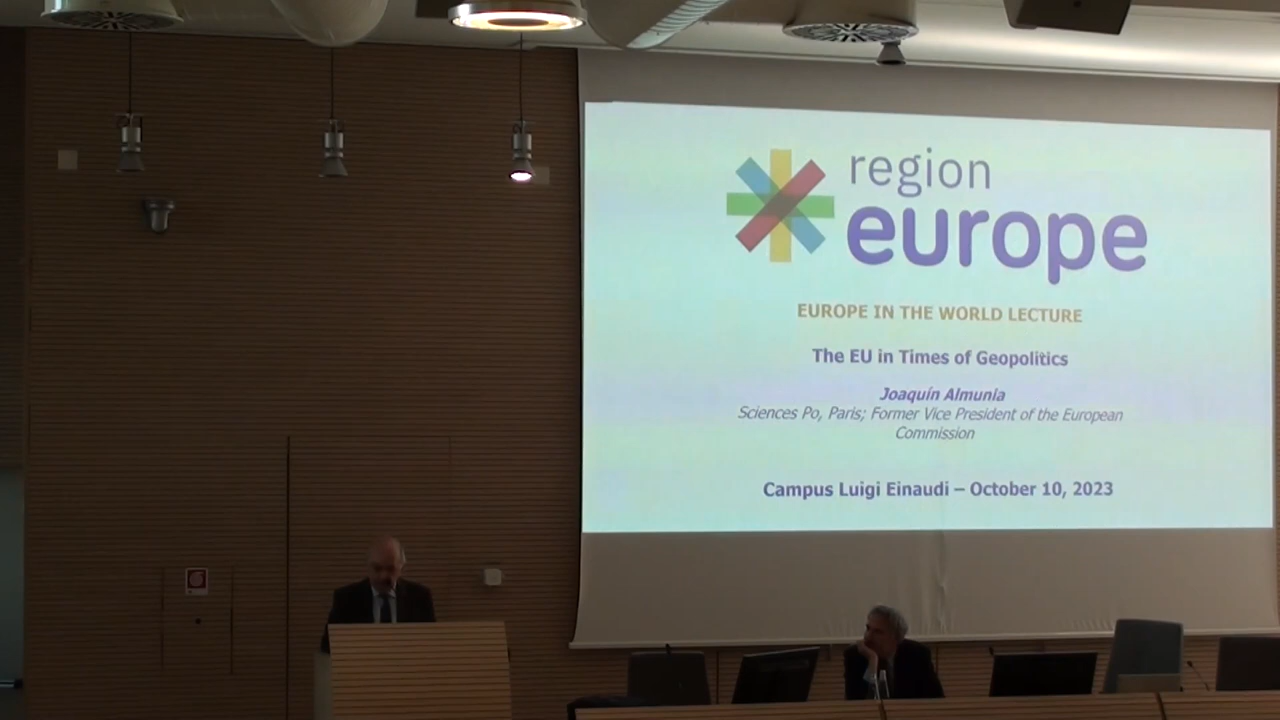 region
europe
EUROPE IN THE WORLD LECTURE
The EU in Times of Geopolitics
Joaquín Almunia
Sciences Po, Paris; Former Vice President of the European
Commission
Campus Luigi Einaudi – October 10, 2023